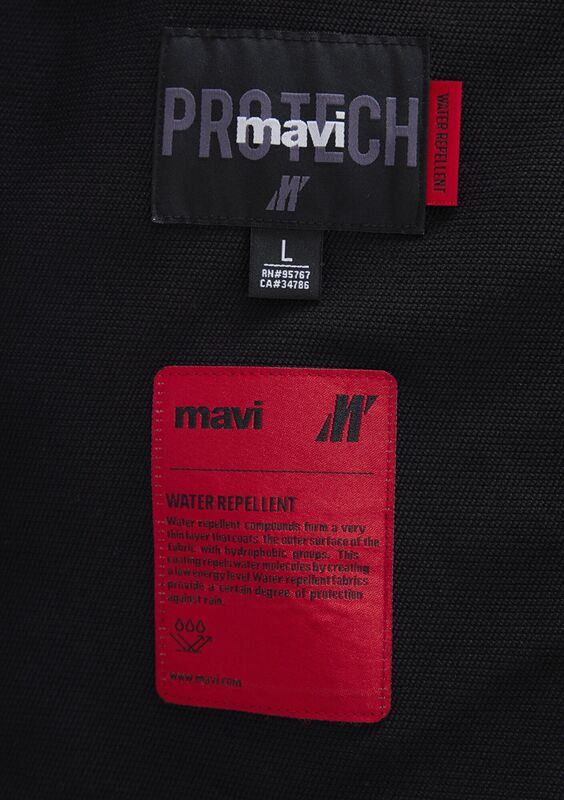 PROTECH
mavi
M
WATER REPELLENT
L
RN#95767
CA#34786
mavi
M
WATER REPELLENT
Water repellent compounds form a very
thin layer that coats the outer surface of the
fabric with hydrophobic groups. This
coating repels water molecules by creating
a low energy level. Water repellent fabrics
provide a certain degree of protection
against rain.
www.mavi.com